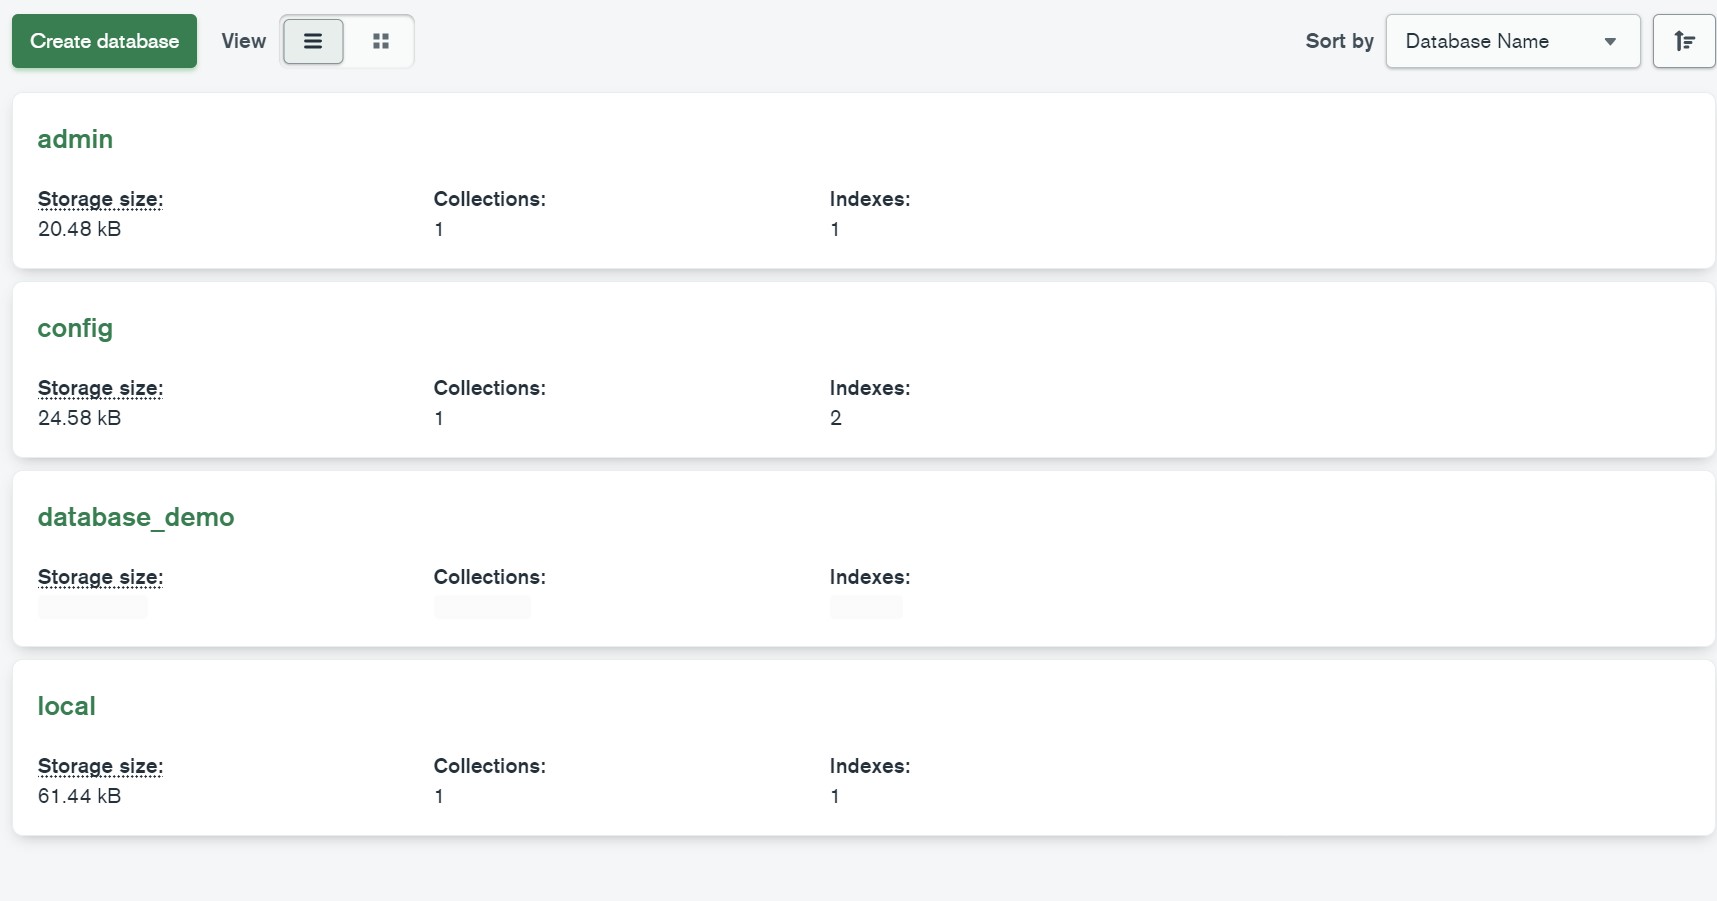 Create database View Sort by Database Name
admin
Storage size: Collections: Indexes:
20.48 kB 1 1
config
Storage size: Collections: Indexes:
24.58 kB 1 2
database_demo
Storage size: Collections: Indexes:
local
Storage size: Collections: Indexes:
61.44 kB 1 1